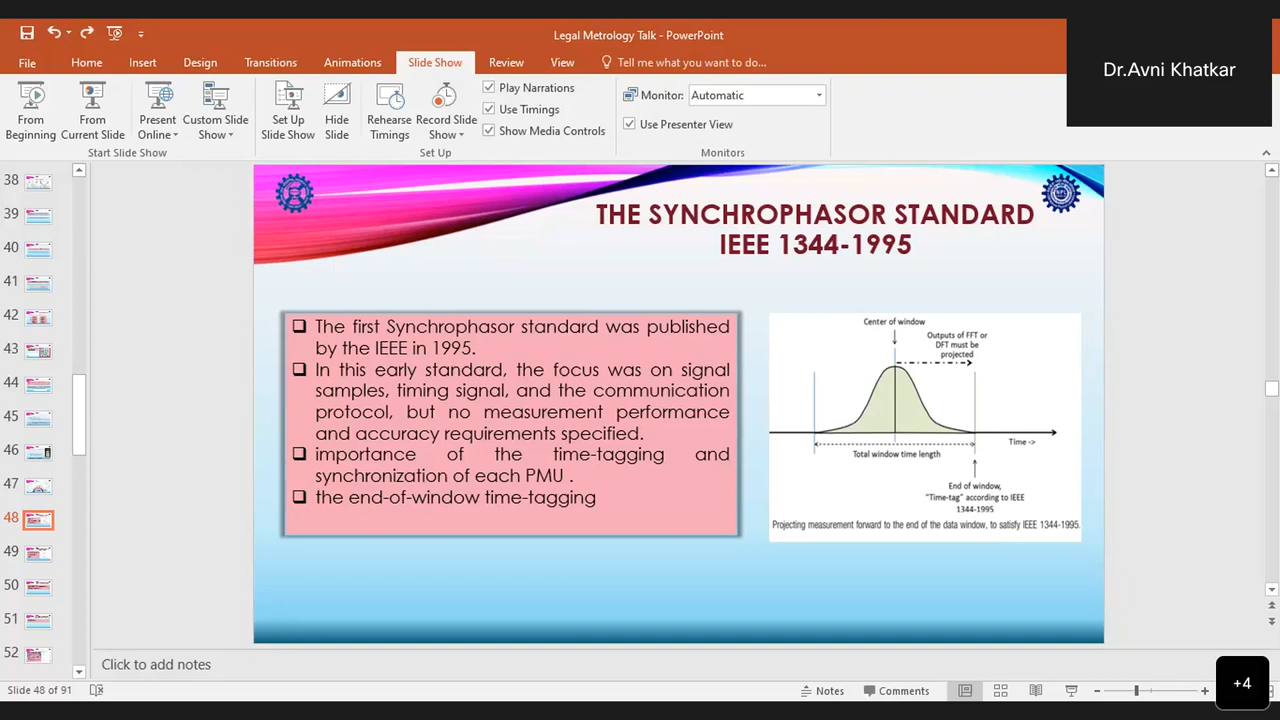 Legal Metrology Talk - PowerPoint
Dr.Avni Khatkar
File
Home
Insert
Design
Transitions
Animations
Slide Show
Review
View
Tell me what you want to do...
From Beginning
From Current Slide
Present Online
Custom Slide Show
Start Slide Show
Set Up Slide Show
Hide Slide
Rehearse Timings
Record Slide Show
Play Narrations
Use Timings
Show Media Controls
Set Up
Monitor:
Automatic
Use Presenter View
Monitors
38
39
40
41
42
43
44
45
46
47
48
49
50
51
52
THE SYNCHROPHASOR STANDARD
IEEE 1344-1995
The first Synchrophasor standard was published
by the IEEE in 1995.
In this early standard, the focus was on signal
samples, timing signal, and the communication
protocol, but no measurement performance
and accuracy requirements specified.
importance of the time-tagging and
synchronization of each PMU .
the end-of-window time-tagging
Center of window
Outputs of FFT or
DFT must be
projected
Time ->
Total window time length
End of window,
"Time-tag" according to IEEE
1344-1995
Projecting measurement forward to the end of the data window, to satisfy IEEE 1344-1995.
Click to add notes
Slide 48 of 91
Notes
Comments
+4